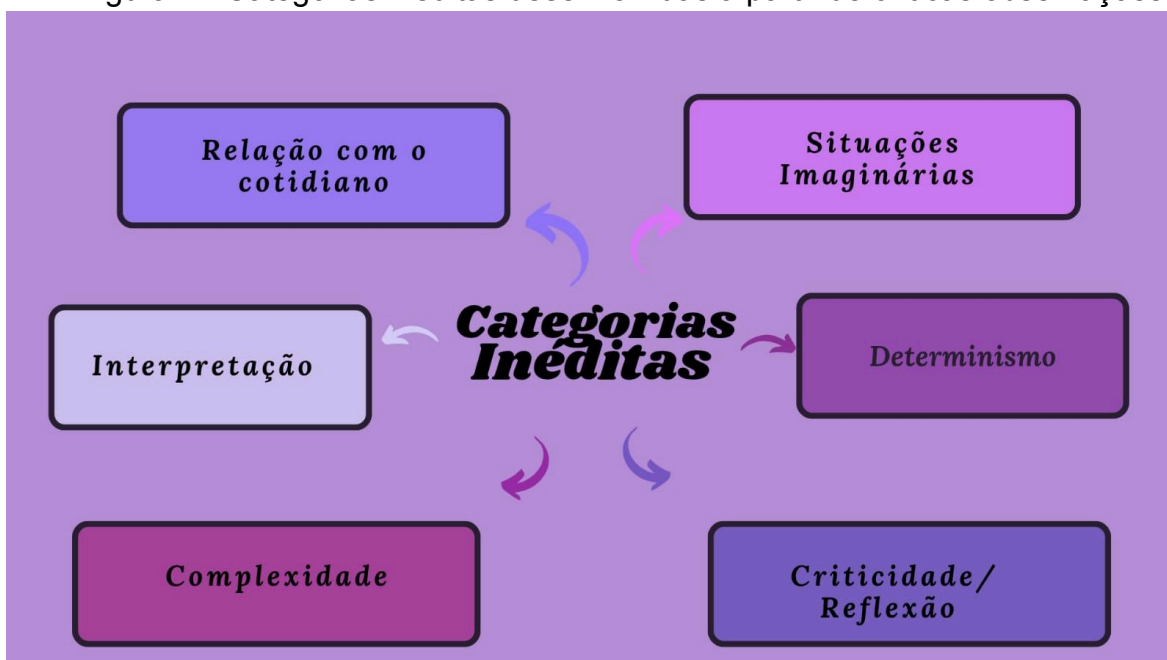 Relação com o
cotidiano
Situações
Imaginárias
Categorias
Inéditas
Interpretação
Determinismo
Complexidade
Criticidade/
Reflexão